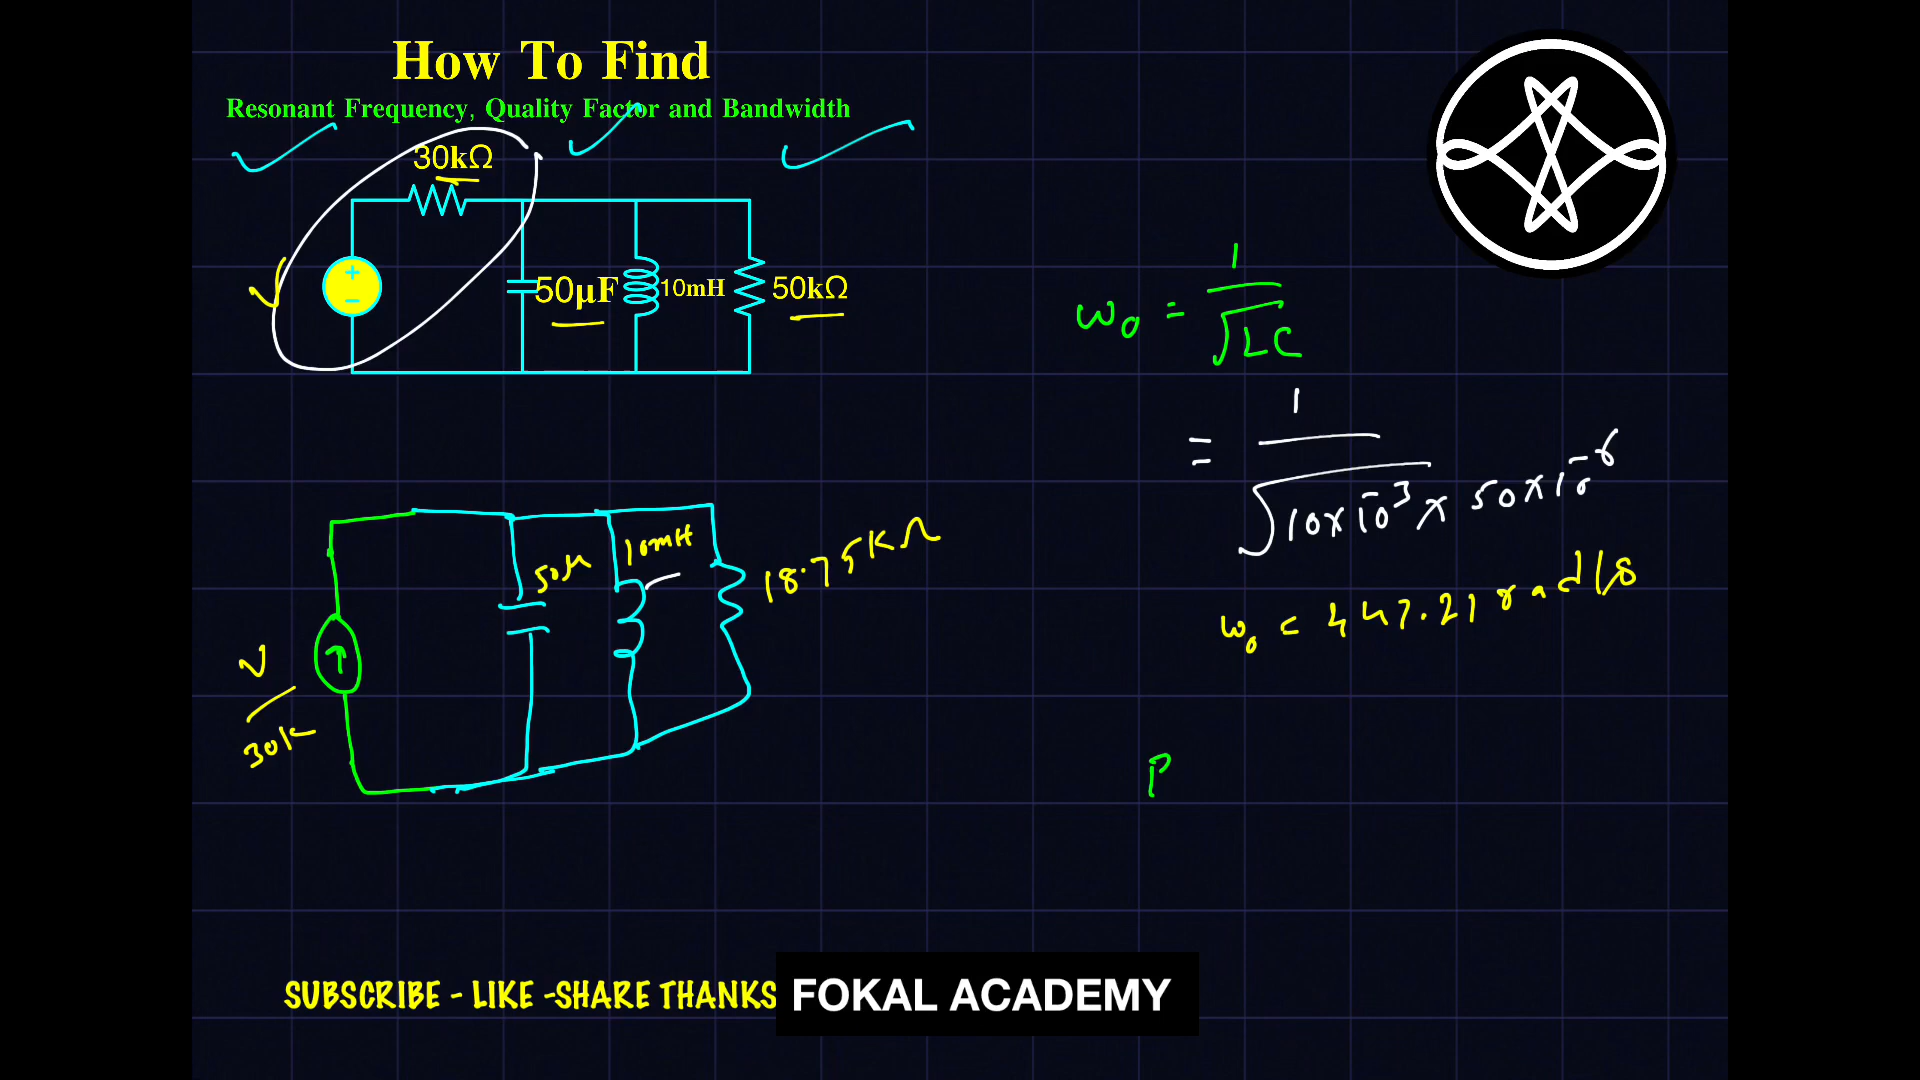 How To Find
Resonant Frequency, Quality Factor and Bandwidth
30kΩ
V
+
−
50µF
10mH
50kΩ
ω₀ = 1/√LC
= 1/√10×10⁻³ × 50×10⁻⁶
ω₀ = 447.21 rad/s
50µ
10mH
18.75KΩ
V/30k
P
SUBSCRIBE - LIKE -SHARE THANKS
FOKAL ACADEMY